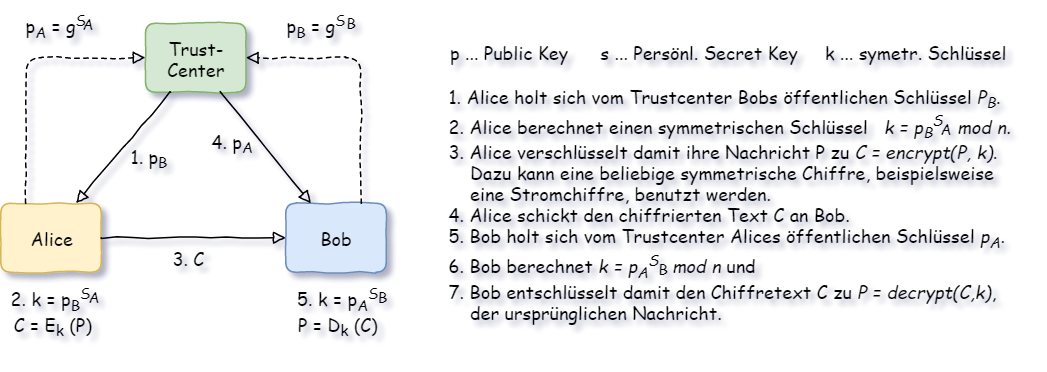 p_A = g^S_A
p_B = g^S_B
Trust-
Center
1. p_B
4. p_A
Alice
Bob
3. C
2. k = p_B^S_A
C = E_k (P)
5. k = p_A^S_B
P = D_k (C)
p ... Public Key s ... Persönl. Secret Key k ... symetr. Schlüssel
1. Alice holt sich vom Trustcenter Bobs öffentlichen Schlüssel P_B.
2. Alice berechnet einen symmetrischen Schlüssel k = p_B^S_A mod n.
3. Alice verschlüsselt damit ihre Nachricht P zu C = encrypt(P, k).
Dazu kann eine beliebige symmetrische Chiffre, beispielsweise
eine Stromchiffre, benutzt werden.
4. Alice schickt den chiffrierten Text C an Bob.
5. Bob holt sich vom Trustcenter Alices öffentlichen Schlüssel p_A.
6. Bob berechnet k = p_A^S_B mod n und
7. Bob entschlüsselt damit den Chiffretext C zu P = decrypt(C,k),
der ursprünglichen Nachricht.